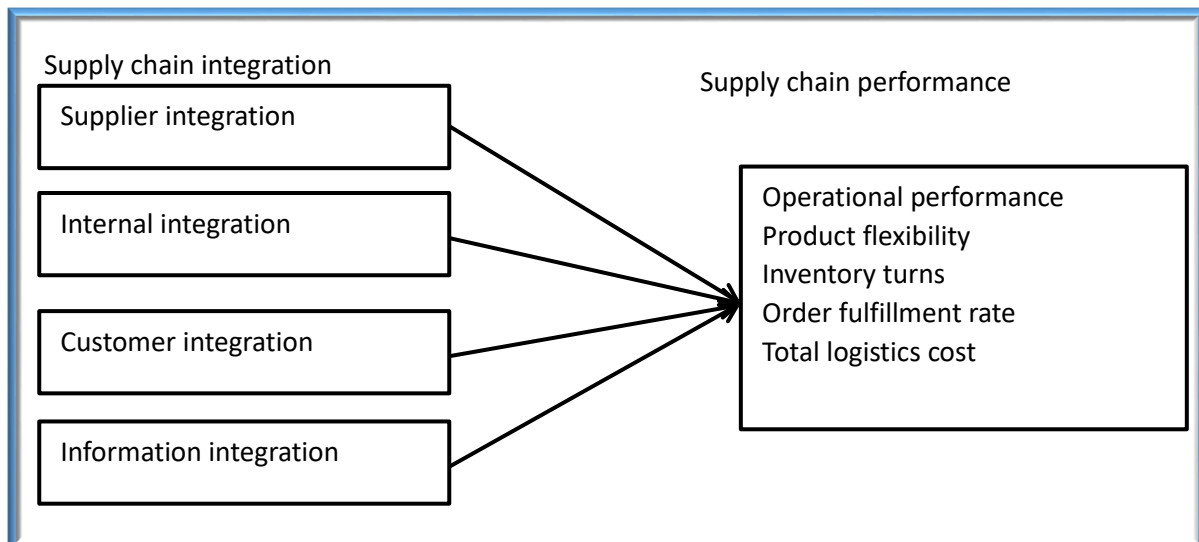 Supply chain integration
Supplier integration
Internal integration
Customer integration
Information integration
Supply chain performance
Operational performance
Product flexibility
Inventory turns
Order fulfillment rate
Total logistics cost